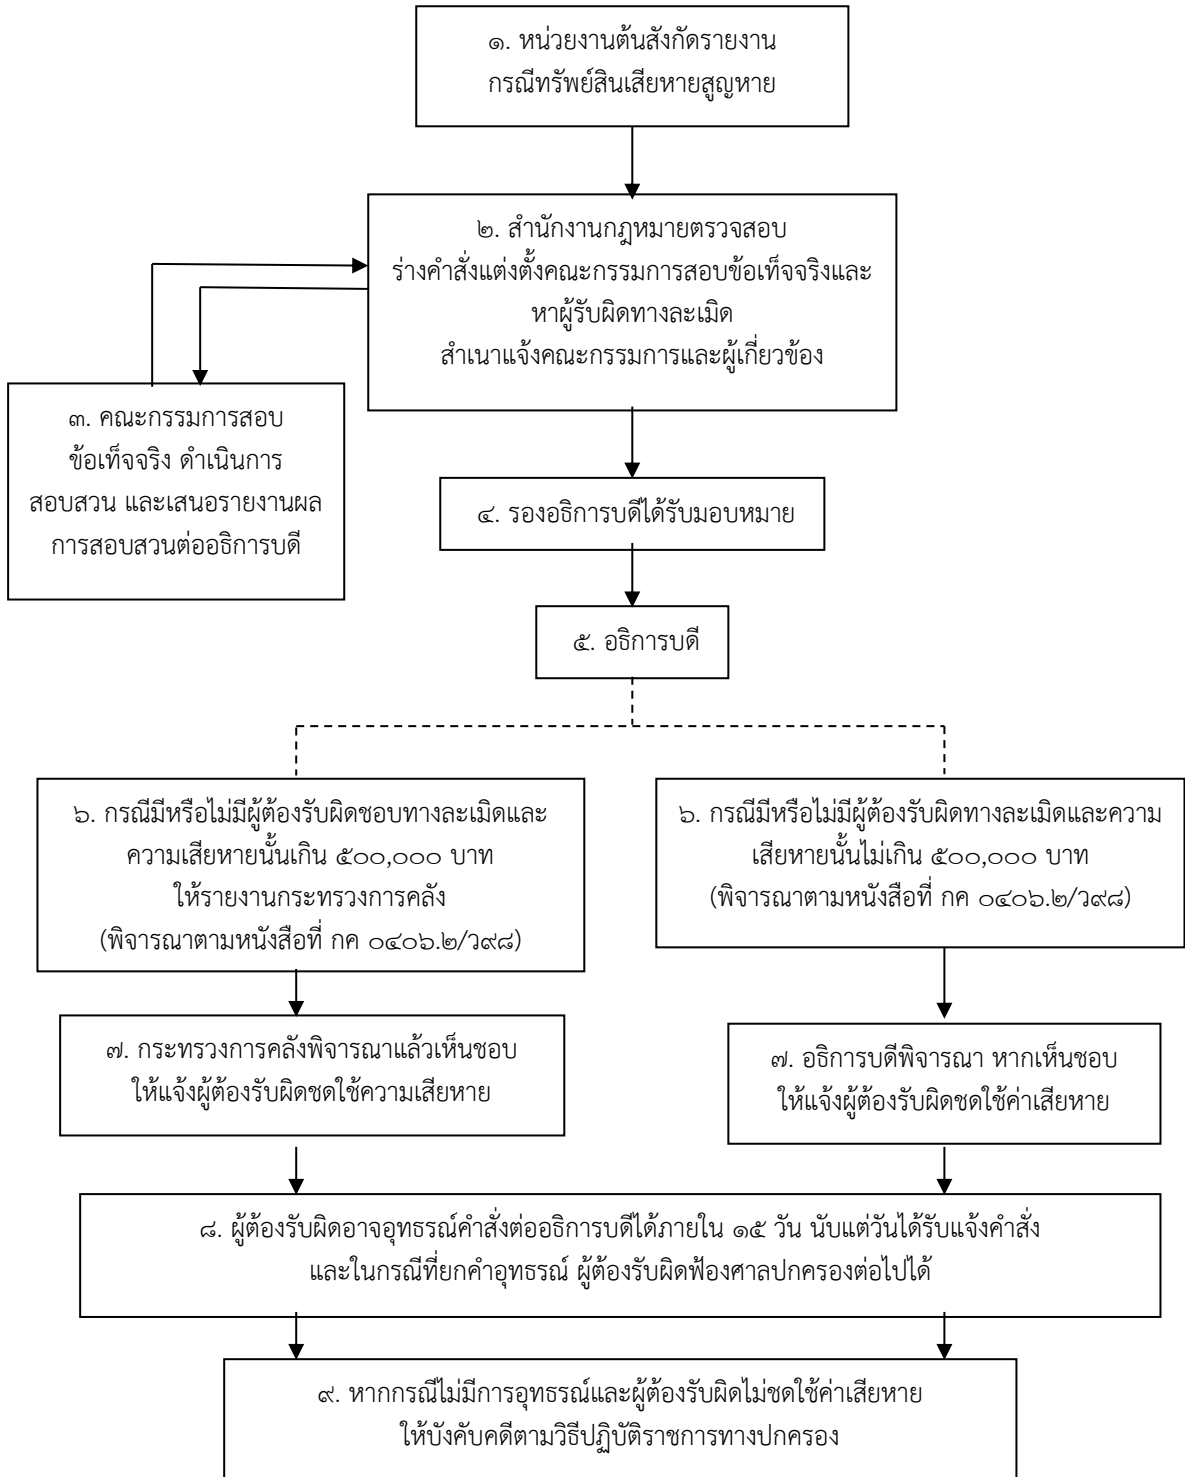 ๑. หน่วยงานต้นสังกัดรายงาน
กรณีทรัพย์สินเสียหายสูญหาย
๒. สำนักงานกฎหมายตรวจสอบ
ร่างคำสั่งแต่งตั้งคณะกรรมการสอบข้อเท็จจริงและ
หาผู้รับผิดทางละเมิด
สำเนาแจ้งคณะกรรมการและผู้เกี่ยวข้อง
๓. คณะกรรมการสอบ
ข้อเท็จจริง ดำเนินการ
สอบสวน และเสนอรายงานผล
การสอบสวนต่ออธิการบดี
๔. รองอธิการบดีได้รับมอบหมาย
๕. อธิการบดี
๖. กรณีมีหรือไม่มีผู้ต้องรับผิดชอบทางละเมิดและ
ความเสียหายนั้นเกิน ๕๐๐,๐๐๐ บาท
ให้รายงานกระทรวงการคลัง
(พิจารณาตามหนังสือที่ กค ๐๔๐๖.๒/ว๙๘)
๖. กรณีมีหรือไม่มีผู้ต้องรับผิดทางละเมิดและความ
เสียหายนั้นไม่เกิน ๕๐๐,๐๐๐ บาท
(พิจารณาตามหนังสือที่ กค ๐๔๐๖.๒/ว๙๘)
๗. กระทรวงการคลังพิจารณาแล้วเห็นชอบ
ให้แจ้งผู้ต้องรับผิดชดใช้ความเสียหาย
๗. อธิการบดีพิจารณา หากเห็นชอบ
ให้แจ้งผู้ต้องรับผิดชดใช้ค่าเสียหาย
๘. ผู้ต้องรับผิดอาจอุทธรณ์คำสั่งต่ออธิการบดีได้ภายใน ๑๕ วัน นับแต่วันได้รับแจ้งคำสั่ง
และในกรณีที่ยกคำอุทธรณ์ ผู้ต้องรับผิดฟ้องศาลปกครองต่อไปได้
๙. หากกรณีไม่มีการอุทธรณ์และผู้ต้องรับผิดไม่ชดใช้ค่าเสียหาย
ให้บังคับคดีตามวิธีปฏิบัติราชการทางปกครอง